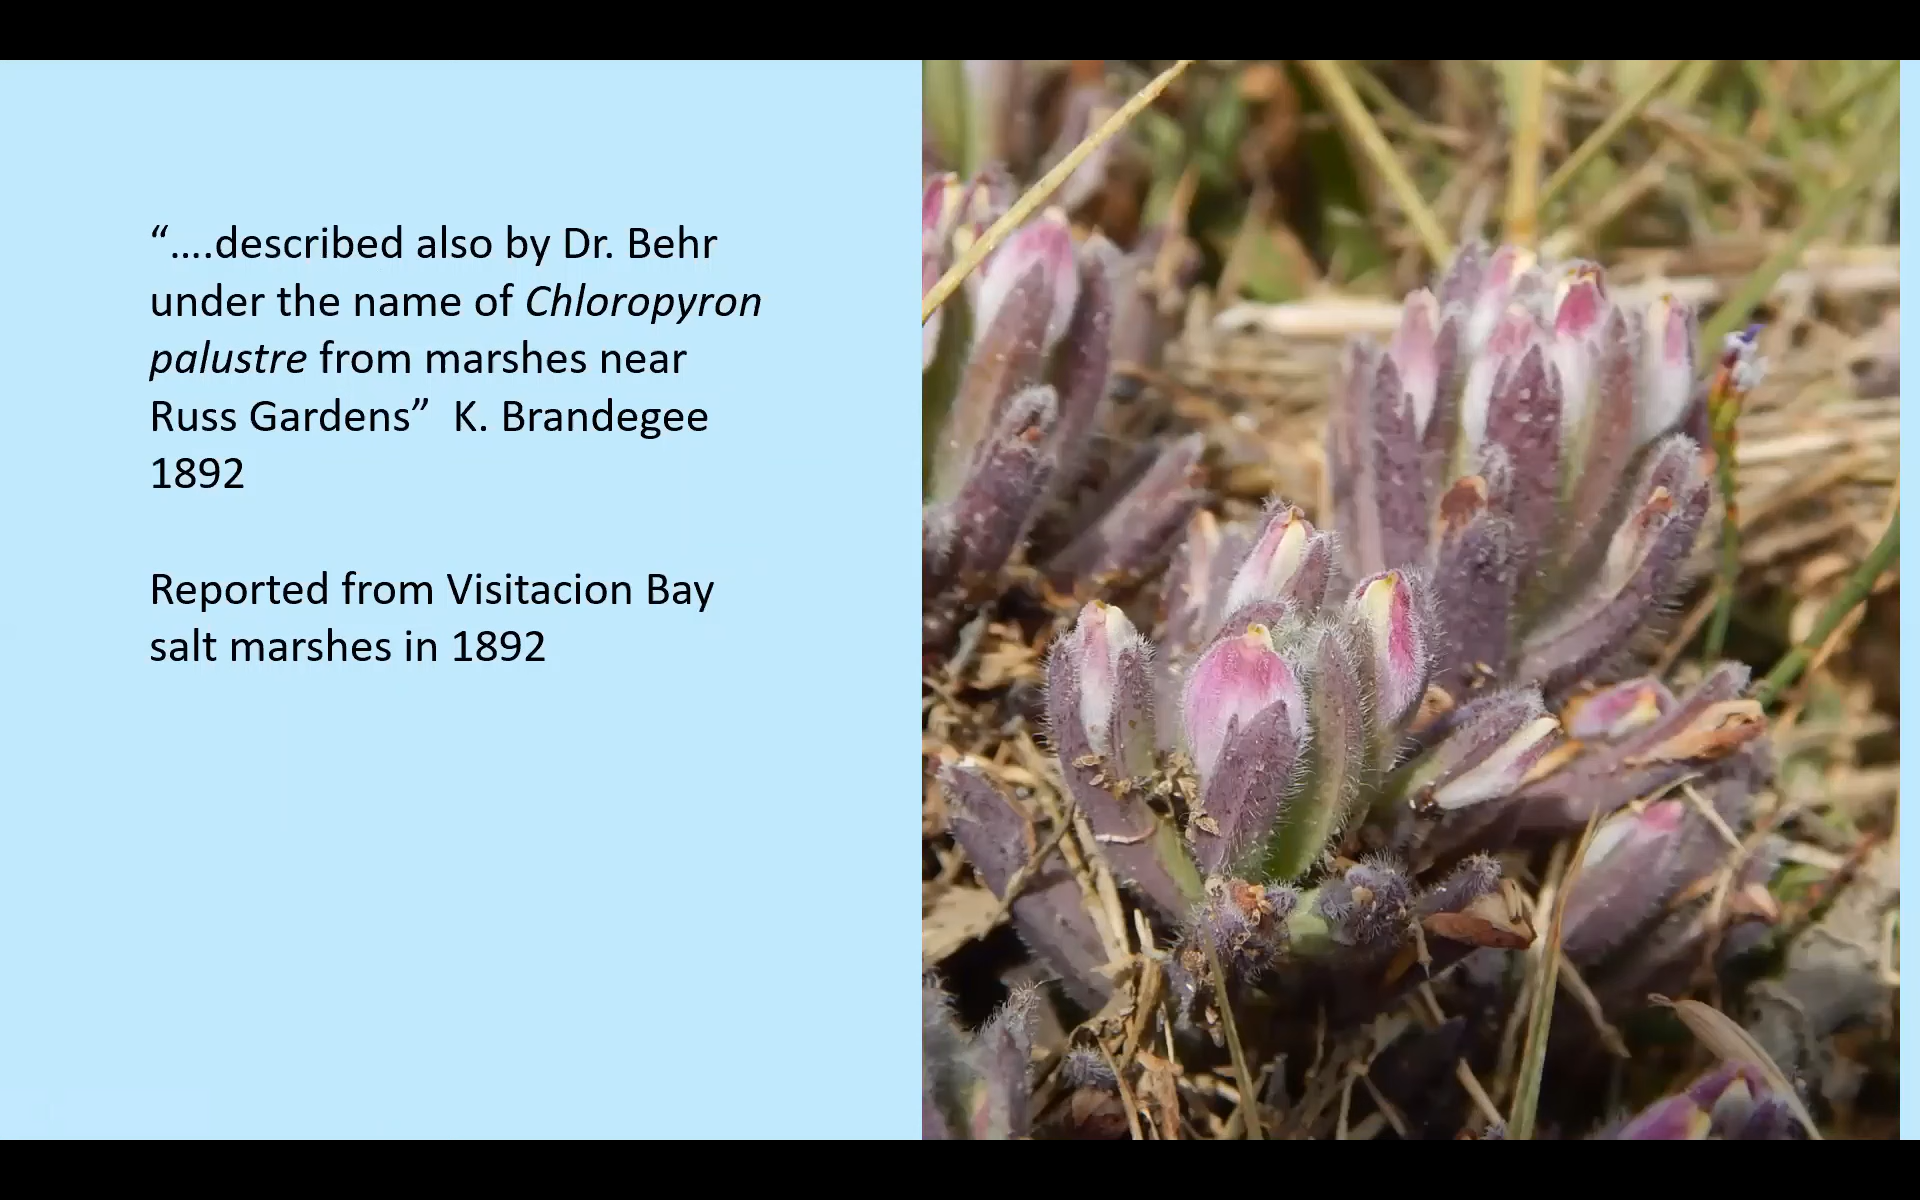 “....described also by Dr. Behr
under the name of Chloropyron
palustre from marshes near
Russ Gardens”  K. Brandegee
1892
Reported from Visitacion Bay
salt marshes in 1892